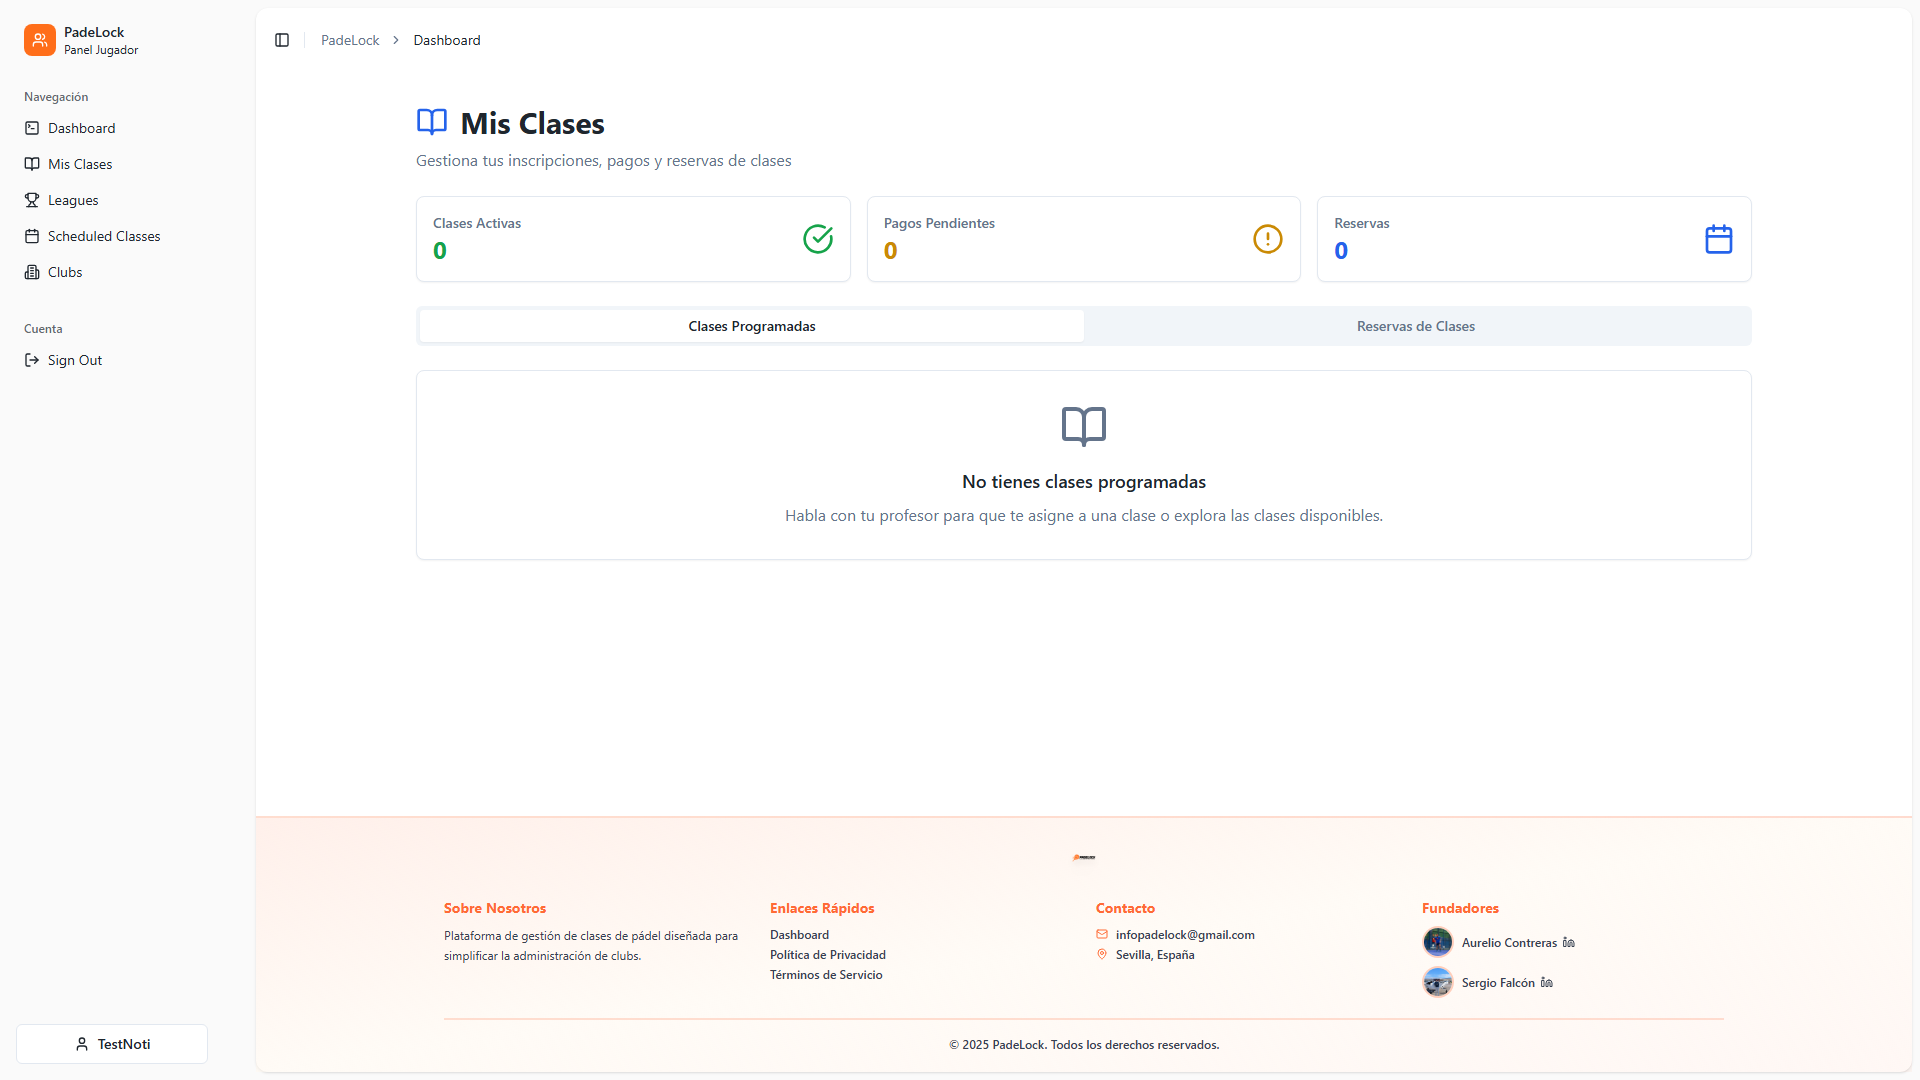 PadeLock
Panel Jugador
Navegación
Dashboard
Mis Clases
Leagues
Scheduled Classes
Clubs
Cuenta
Sign Out
TestNoti
PadeLock > Dashboard
Mis Clases
Gestiona tus inscripciones, pagos y reservas de clases
Clases Activas
0
Pagos Pendientes
0
Reservas
0
Clases Programadas
Reservas de Clases
No tienes clases programadas
Habla con tu profesor para que te asigne a una clase o explora las clases disponibles.
Sobre Nosotros
Plataforma de gestión de clases de pádel diseñada para
simplificar la administración de clubs.
Enlaces Rápidos
Dashboard
Política de Privacidad
Términos de Servicio
Contacto
infopadelock@gmail.com
Sevilla, España
Fundadores
Aurelio Contreras
Sergio Falcón
© 2025 PadeLock. Todos los derechos reservados.